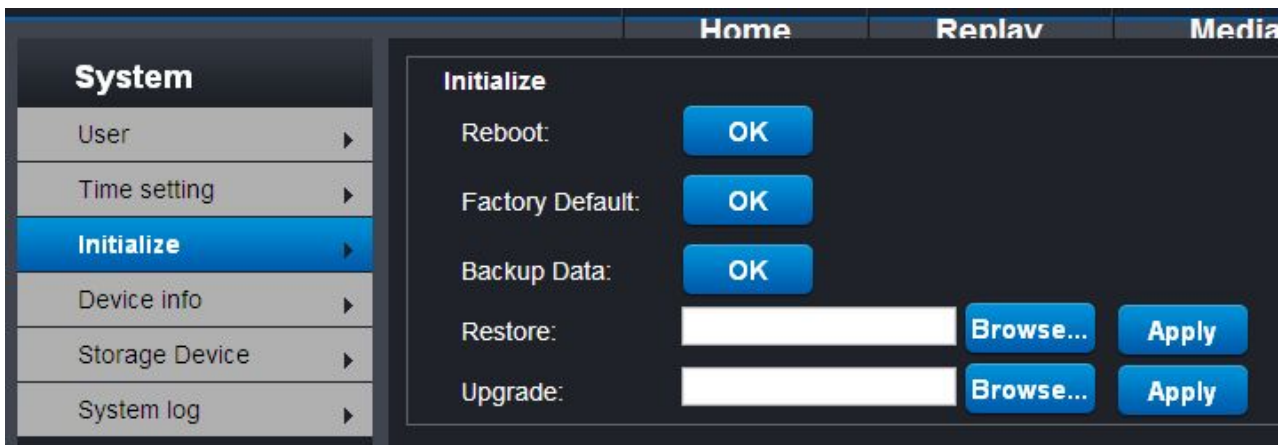 Home Replay Media
System
User
Time setting
Initialize
Device info
Storage Device
System log
Initialize
Reboot: OK
Factory Default: OK
Backup Data: OK
Restore: Browse... Apply
Upgrade: Browse... Apply